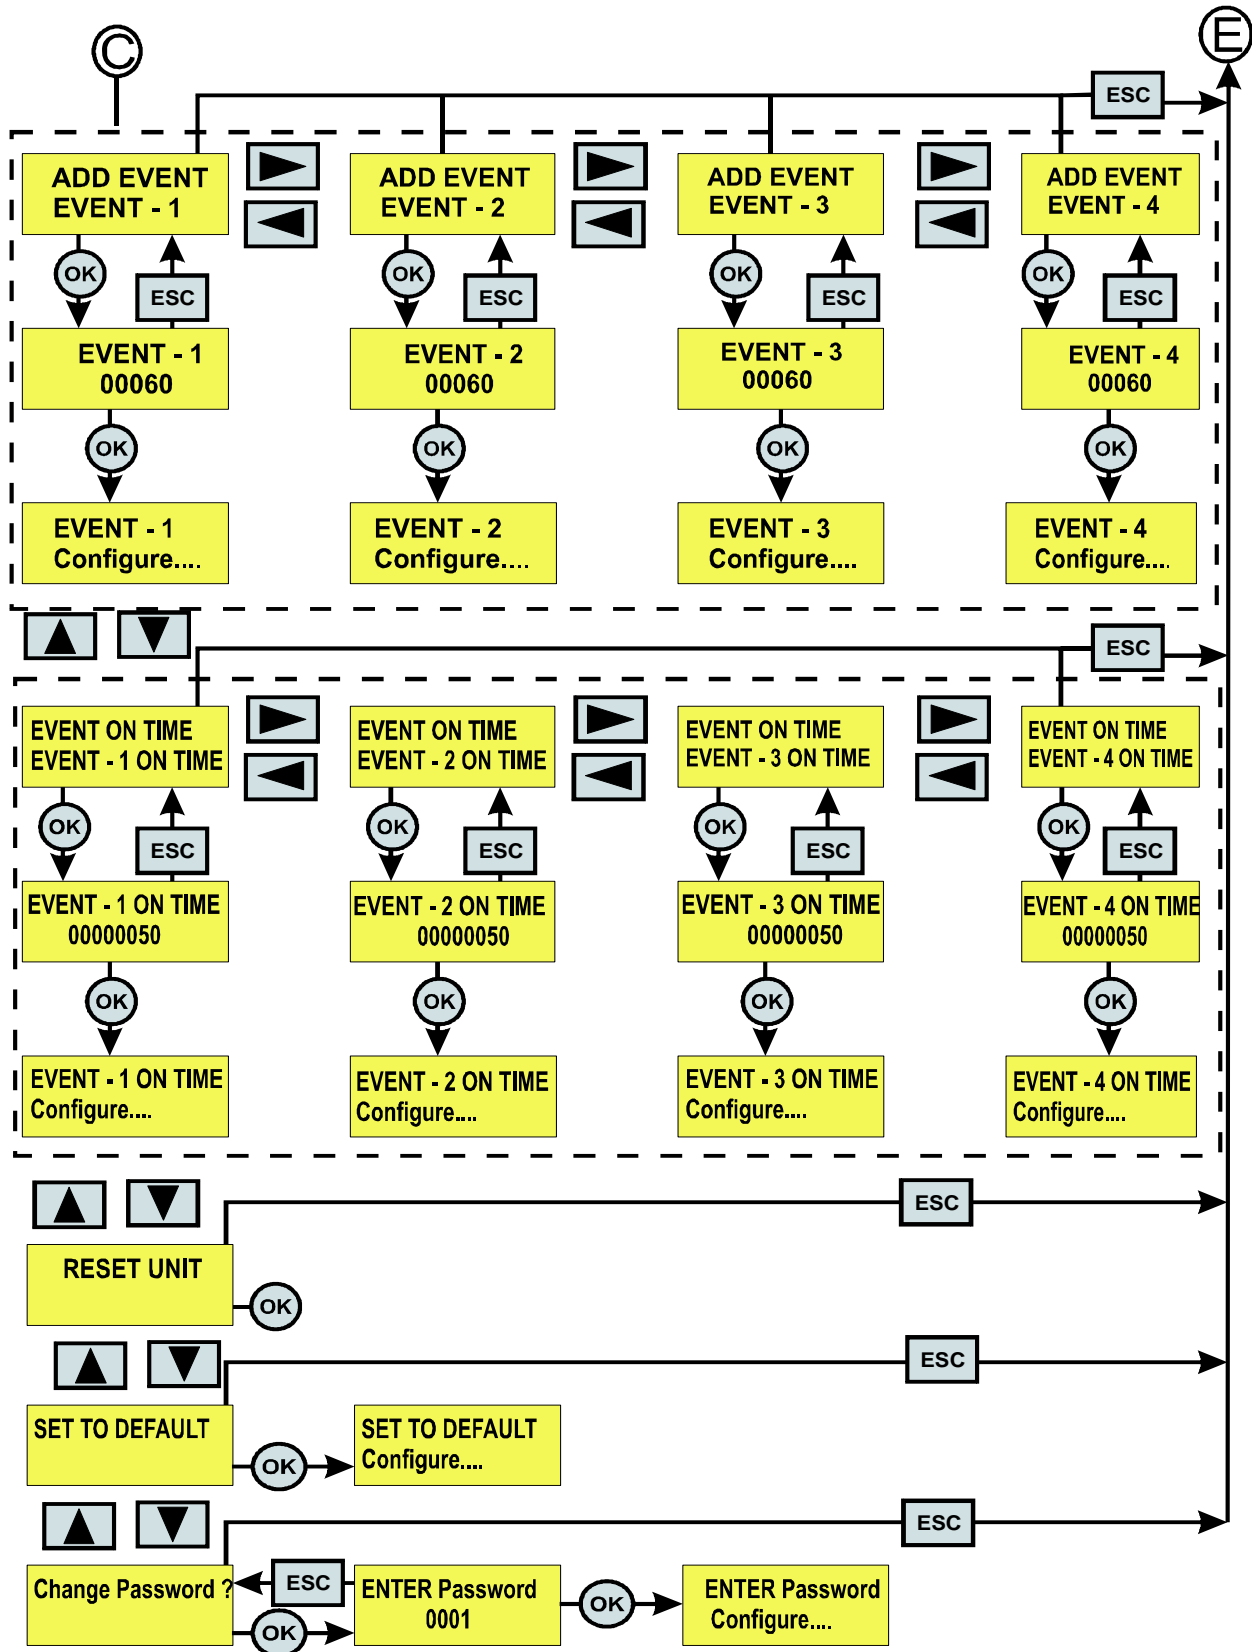 C
E
ESC
ADD EVENT
EVENT - 1
ADD EVENT
EVENT - 2
ADD EVENT
EVENT - 3
ADD EVENT
EVENT - 4
OK
ESC
OK
ESC
OK
ESC
OK
ESC
EVENT - 1
00060
EVENT - 2
00060
EVENT - 3
00060
EVENT - 4
00060
OK
OK
OK
OK
EVENT - 1
Configure....
EVENT - 2
Configure....
EVENT - 3
Configure....
EVENT - 4
Configure....
ESC
EVENT ON TIME
EVENT - 1 ON TIME
EVENT ON TIME
EVENT - 2 ON TIME
EVENT ON TIME
EVENT - 3 ON TIME
EVENT ON TIME
EVENT - 4 ON TIME
OK
ESC
OK
ESC
OK
ESC
OK
ESC
EVENT - 1 ON TIME
00000050
EVENT - 2 ON TIME
00000050
EVENT - 3 ON TIME
00000050
EVENT - 4 ON TIME
00000050
OK
OK
OK
OK
EVENT - 1 ON TIME
Configure....
EVENT - 2 ON TIME
Configure....
EVENT - 3 ON TIME
Configure....
EVENT - 4 ON TIME
Configure....
ESC
RESET UNIT
OK
ESC
SET TO DEFAULT
OK
SET TO DEFAULT
Configure....
ESC
Change Password ?
ESC
OK
ENTER Password
0001
OK
ENTER Password
Configure....